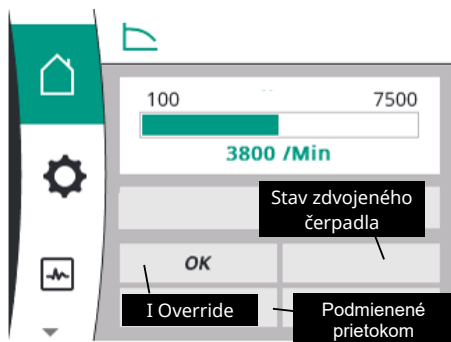 100 7500
3800 /Min
Stav zdvojeného
čerpadla
OK
I Override
Podmienené
prietokom